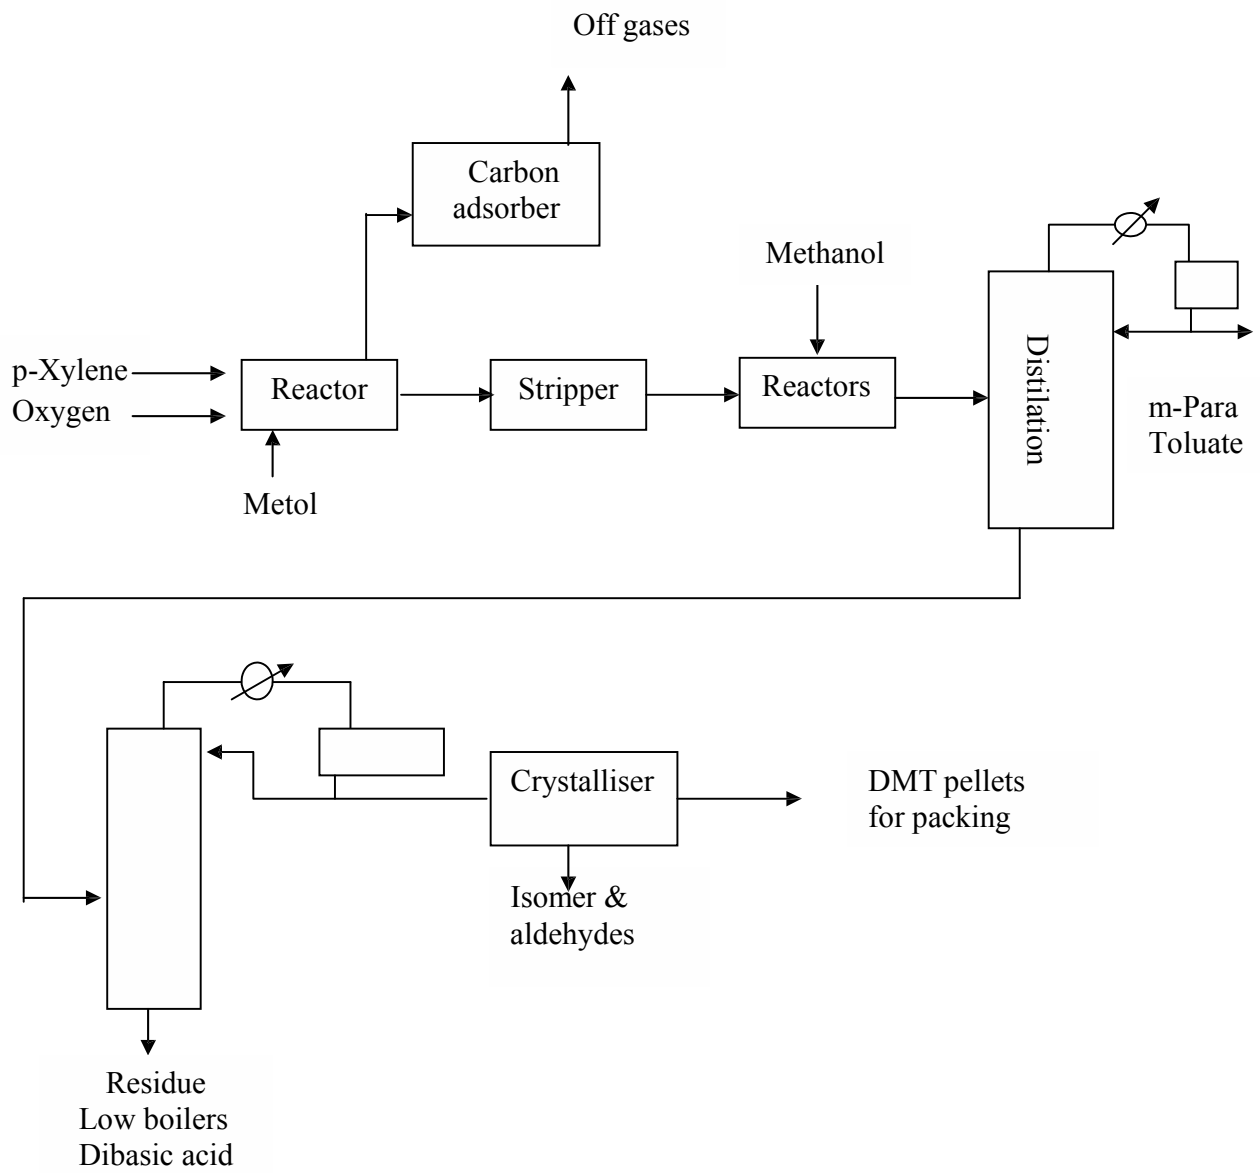 Off gases
Carbon
adsorber
Methanol
p-Xylene
Oxygen
Reactor
Stripper
Reactors
Distilation
m-Para
Toluate
Metol
Crystalliser
DMT pellets
for packing
Isomer &
aldehydes
Residue
Low boilers
Dibasic acid